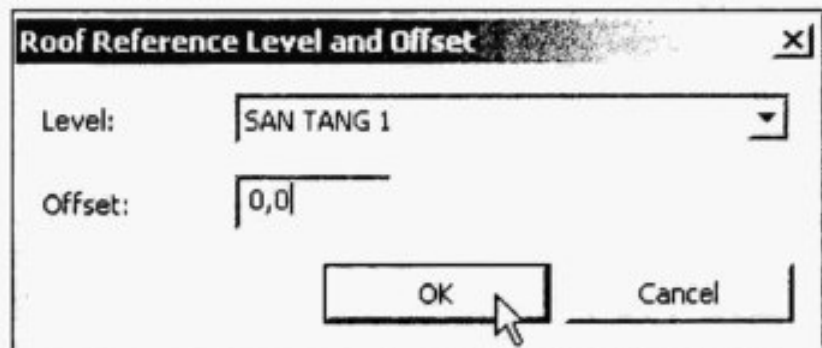 Roof Reference Level and Offset
Level: SAN TANG 1
Offset: 0,0
OK Cancel